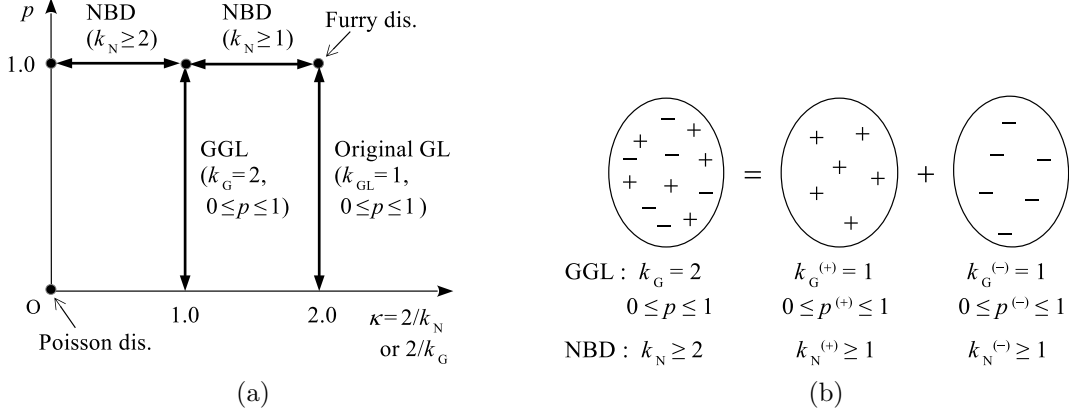 p
NBD
(k_N ≥ 2)
NBD
(k_N ≥ 1)
Furry dis.
1.0
GGL
(k_G = 2,
0 ≤ p ≤ 1)
Original GL
(k_GL = 1,
0 ≤ p ≤ 1)
O
1.0
2.0
κ = 2/k_N
or 2/k_G
Poisson dis.
(a)
− + + − − + − + + − − + −
=
+ + + + + +
+
− − − − − −
GGL : k_G = 2 k_G^(+) = 1 k_G^(−) = 1
0 ≤ p ≤ 1 0 ≤ p^(+) ≤ 1 0 ≤ p^(−) ≤ 1
NBD : k_N ≥ 2 k_N^(+) ≥ 1 k_N^(−) ≥ 1
(b)